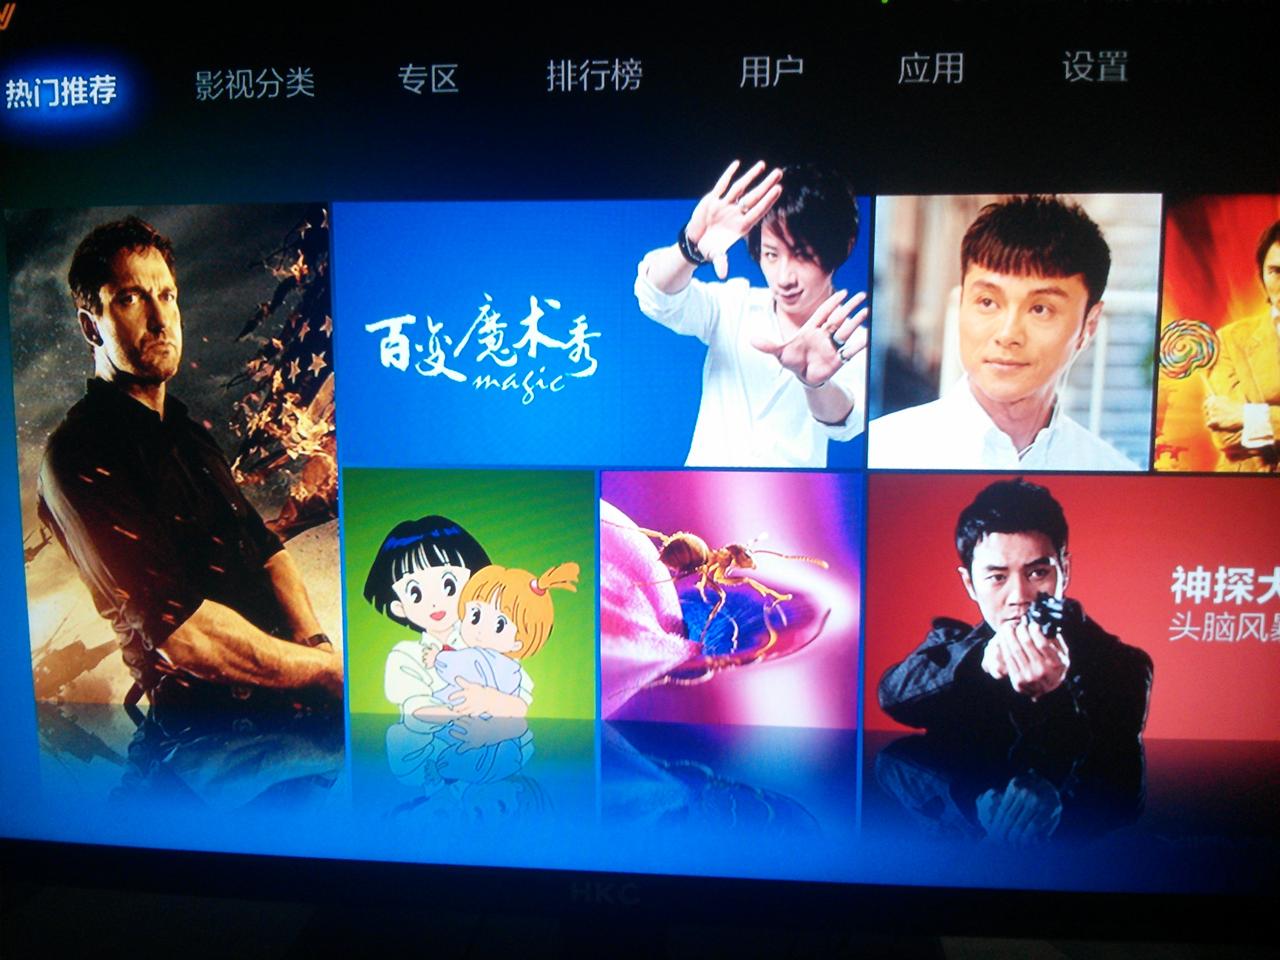 热门推荐 影视分类 专区 排行榜 用户 应用 设置
百变魔术秀
magic
神探大
头脑风暴
HKC